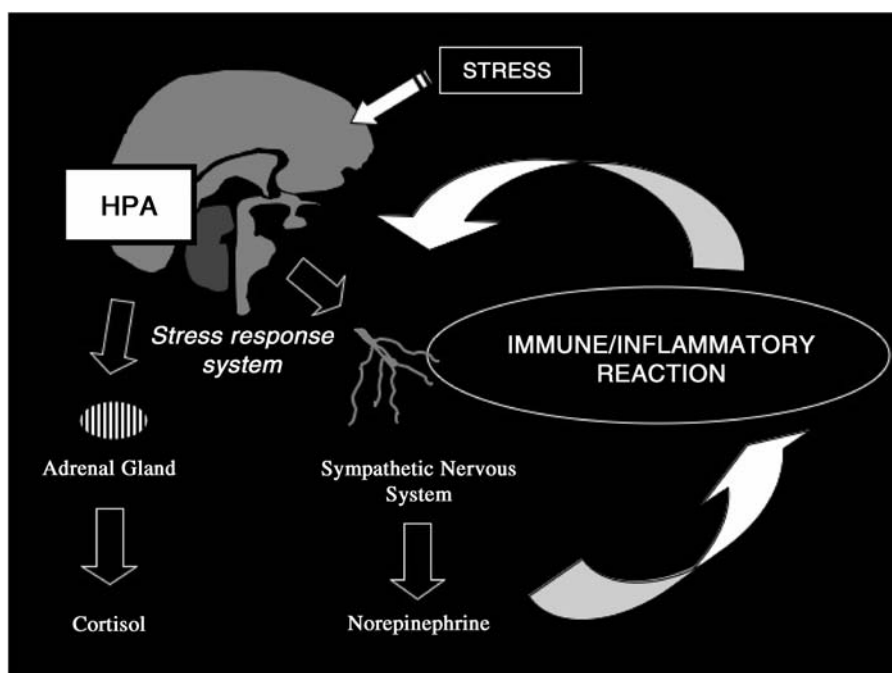 STRESS
HPA
Stress response
system
IMMUNE/INFLAMMATORY
REACTION
Adrenal Gland
Sympathetic Nervous
System
Cortisol
Norepinephrine